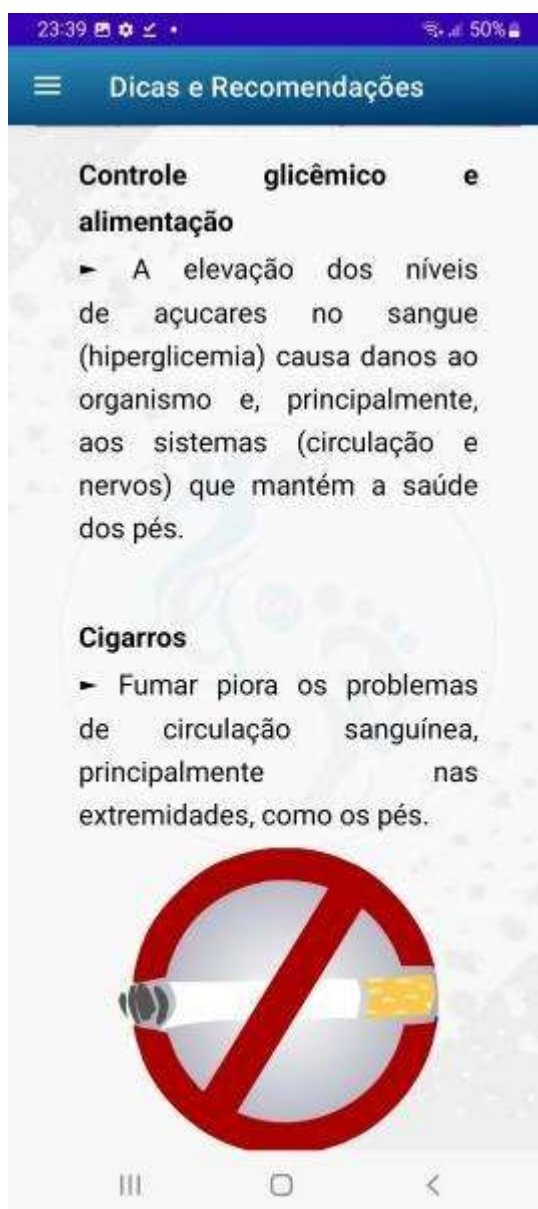 23:39 50%
Dicas e Recomendações
Controle glicêmico e
alimentação
► A elevação dos níveis
de açucares no sangue
(hiperglicemia) causa danos ao
organismo e, principalmente,
aos sistemas (circulação e
nervos) que mantém a saúde
dos pés.
Cigarros
► Fumar piora os problemas
de circulação sanguínea,
principalmente nas
extremidades, como os pés.